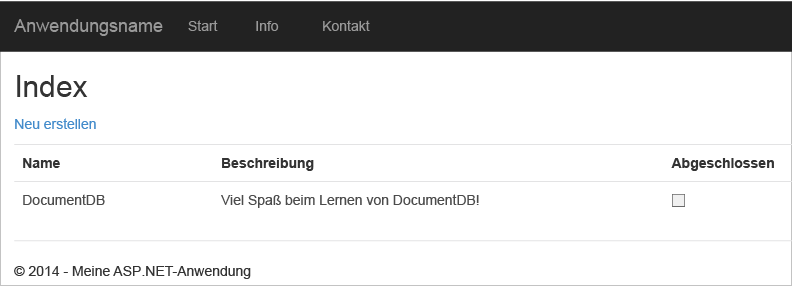 Anwendungsname Start Info Kontakt
Index
Neu erstellen
Name Beschreibung Abgeschlossen
DocumentDB Viel Spaß beim Lernen von DocumentDB!
© 2014 - Meine ASP.NET-Anwendung